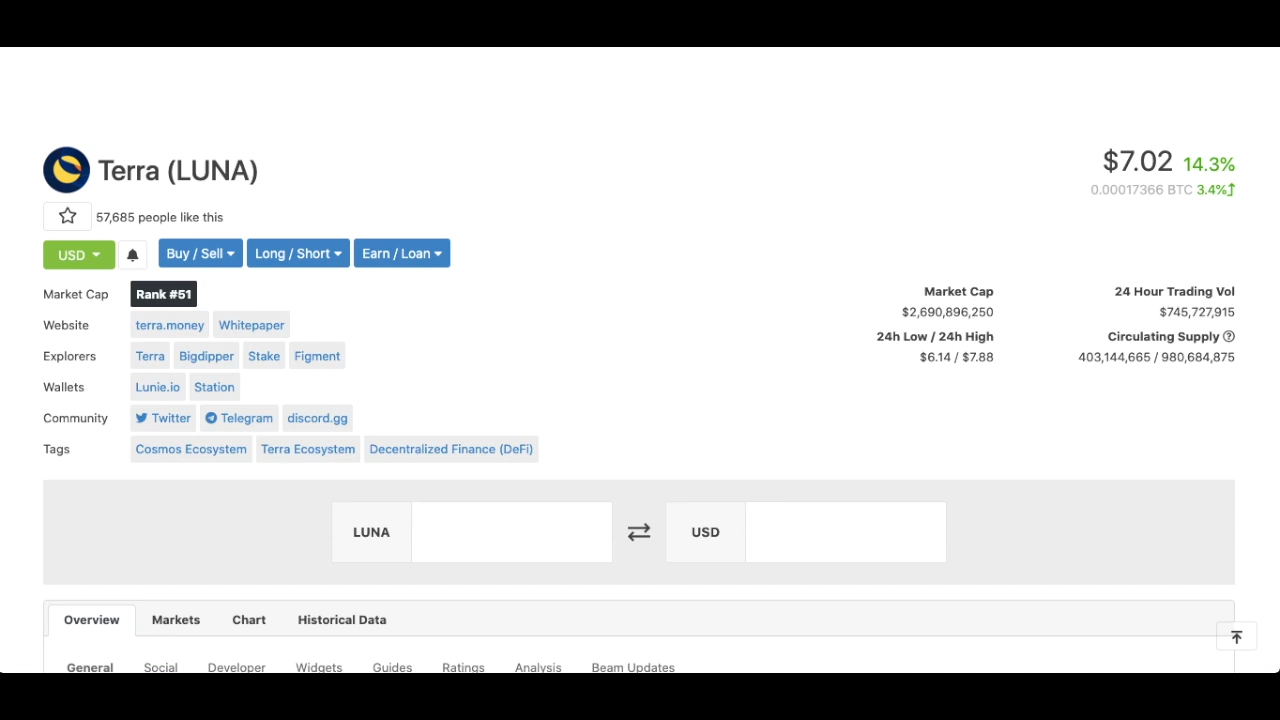 Terra (LUNA)
$7.02 14.3%
0.00017366 BTC 3.4%
57,685 people like this
USD
Buy / Sell
Long / Short
Earn / Loan
Market Cap Rank #51
Website terra.money Whitepaper
Explorers Terra Bigdipper Stake Figment
Wallets Lunie.io Station
Community Twitter Telegram discord.gg
Tags Cosmos Ecosystem Terra Ecosystem Decentralized Finance (DeFi)
Market Cap
$2,690,896,250
24h Low / 24h High
$6.14 / $7.88
24 Hour Trading Vol
$745,727,915
Circulating Supply ?
403,144,665 / 980,684,875
LUNA USD
Overview Markets Chart Historical Data
General Social Developer Widgets Guides Ratings Analysis Beam Updates